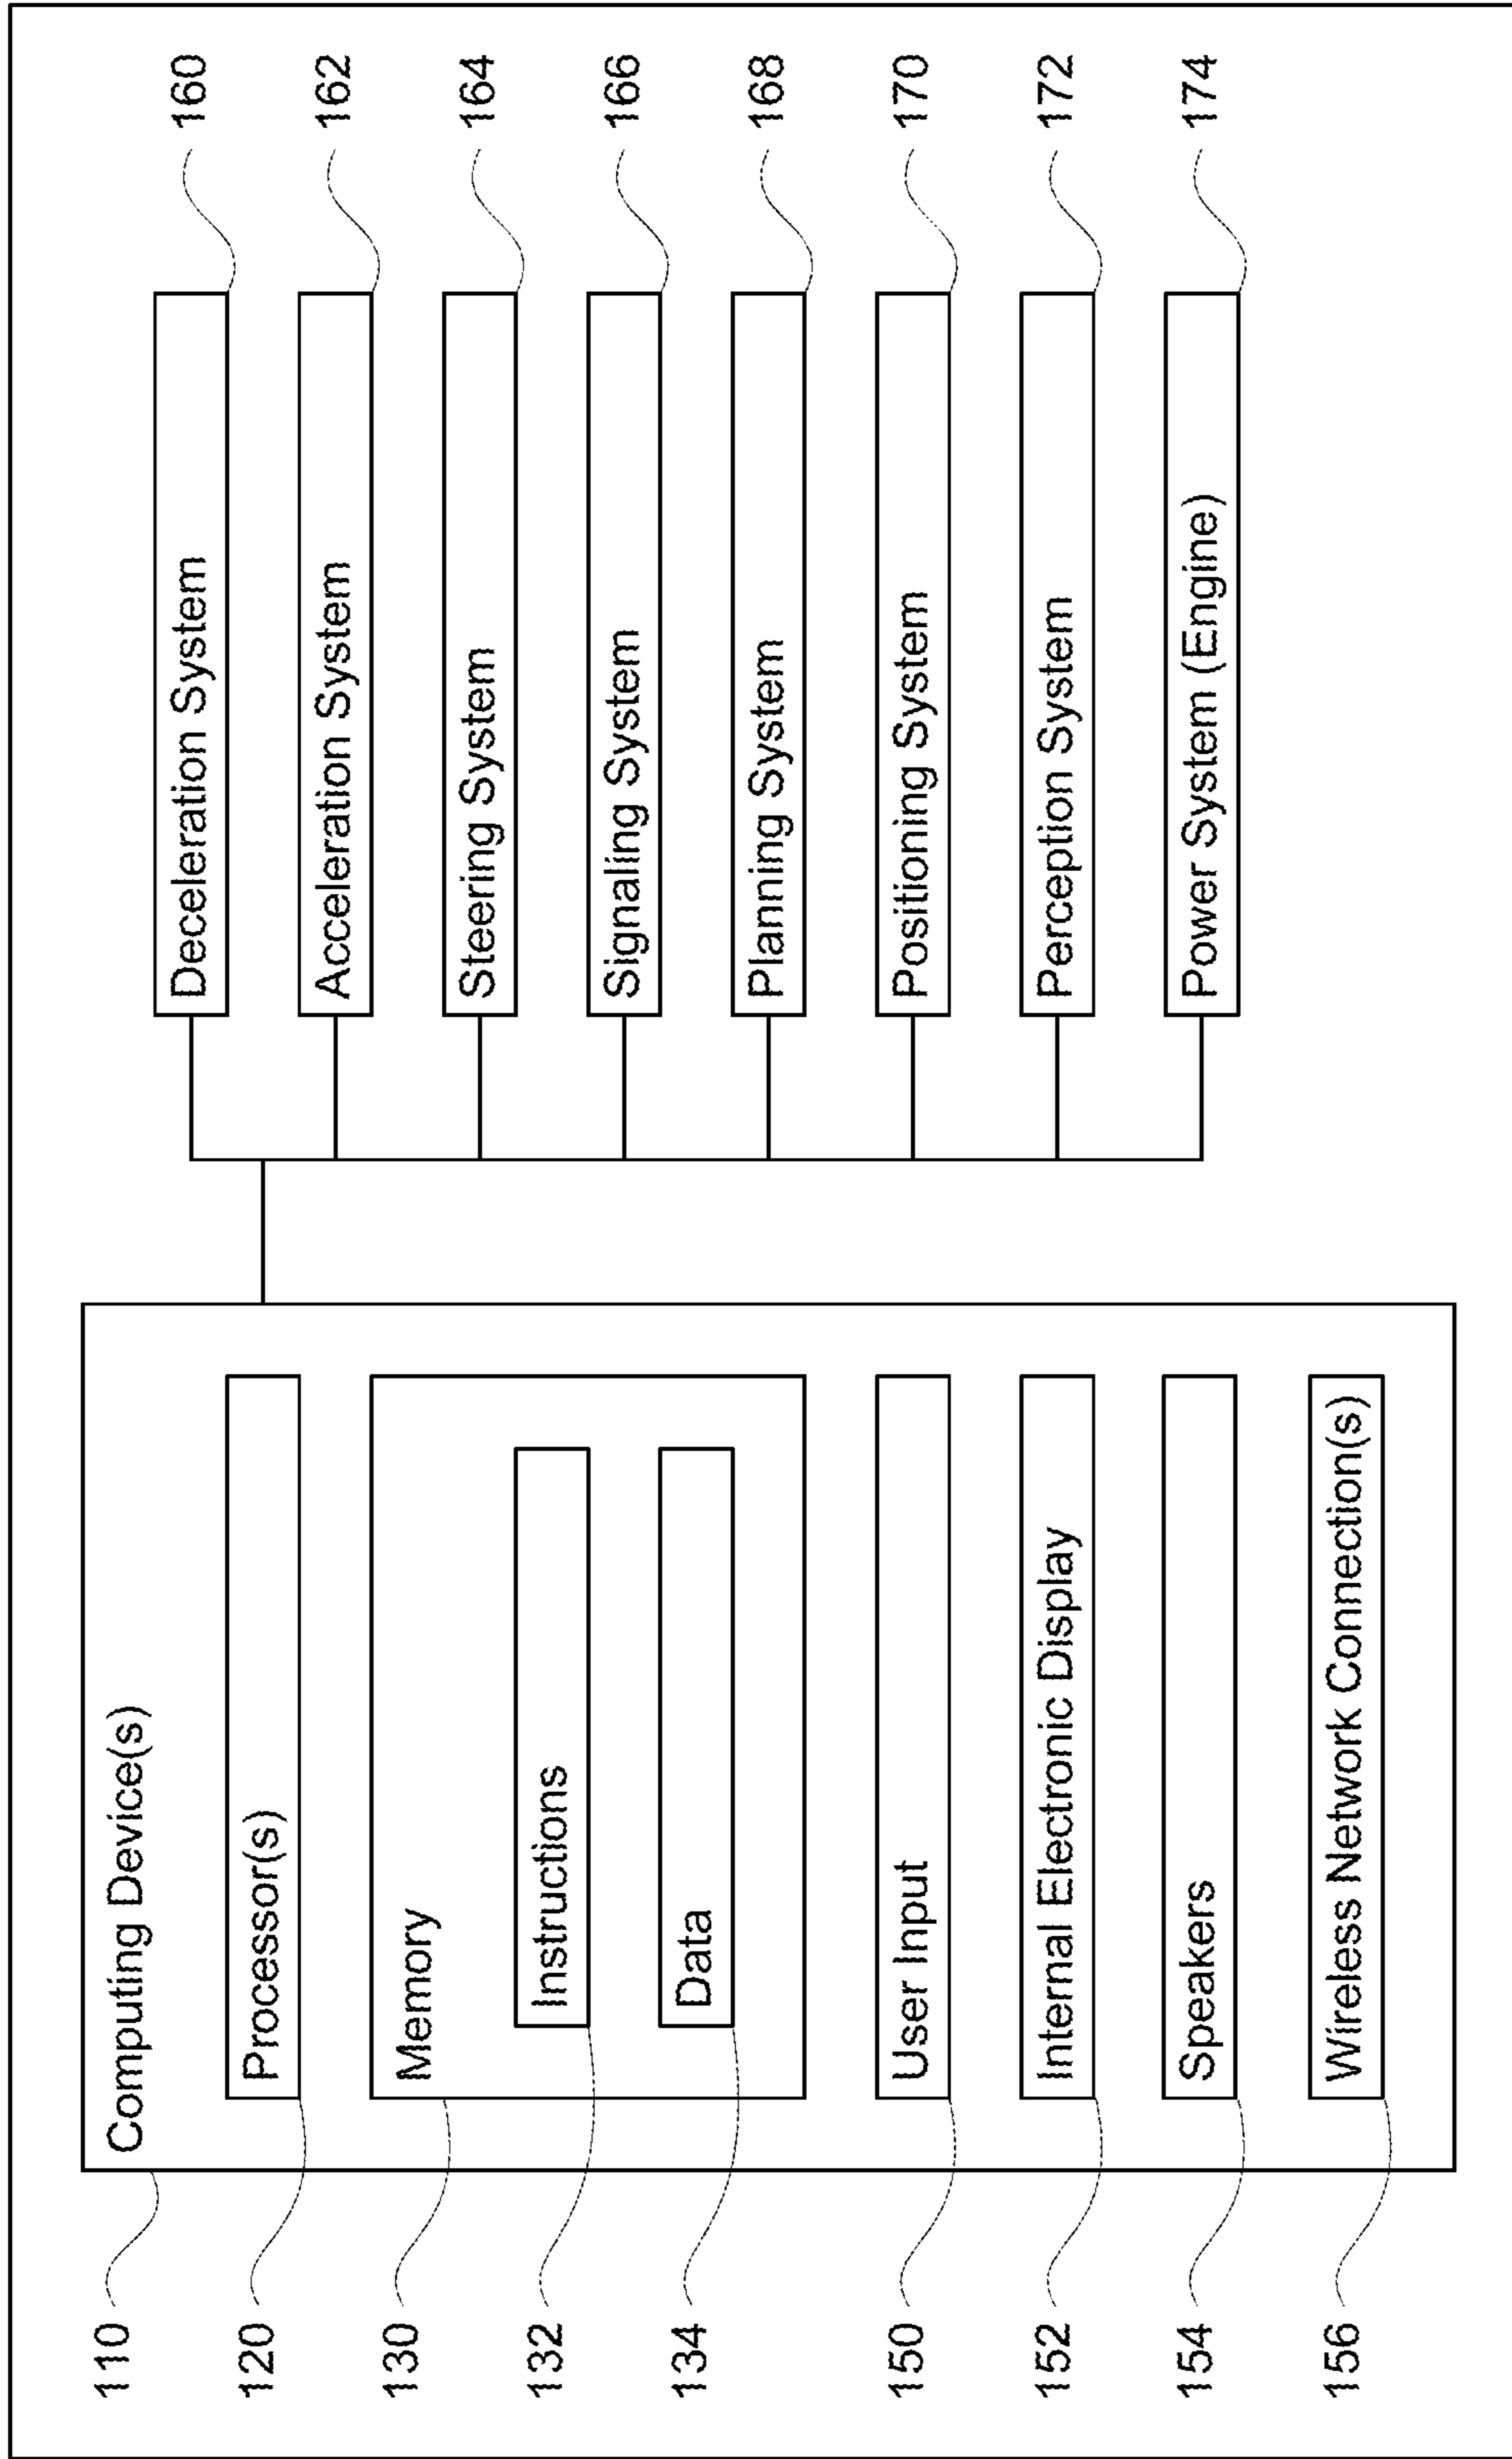 Computing Device(s)
110
Processor(s)
120
Memory
130
Instructions
132
Data
134
User Input
150
Internal Electronic Display
152
Speakers
154
Wireless Network Connection(s)
156
Deceleration System
160
Acceleration System
162
Steering System
164
Signaling System
166
Planning System
168
Positioning System
170
Perception System
172
Power System (Engine)
174